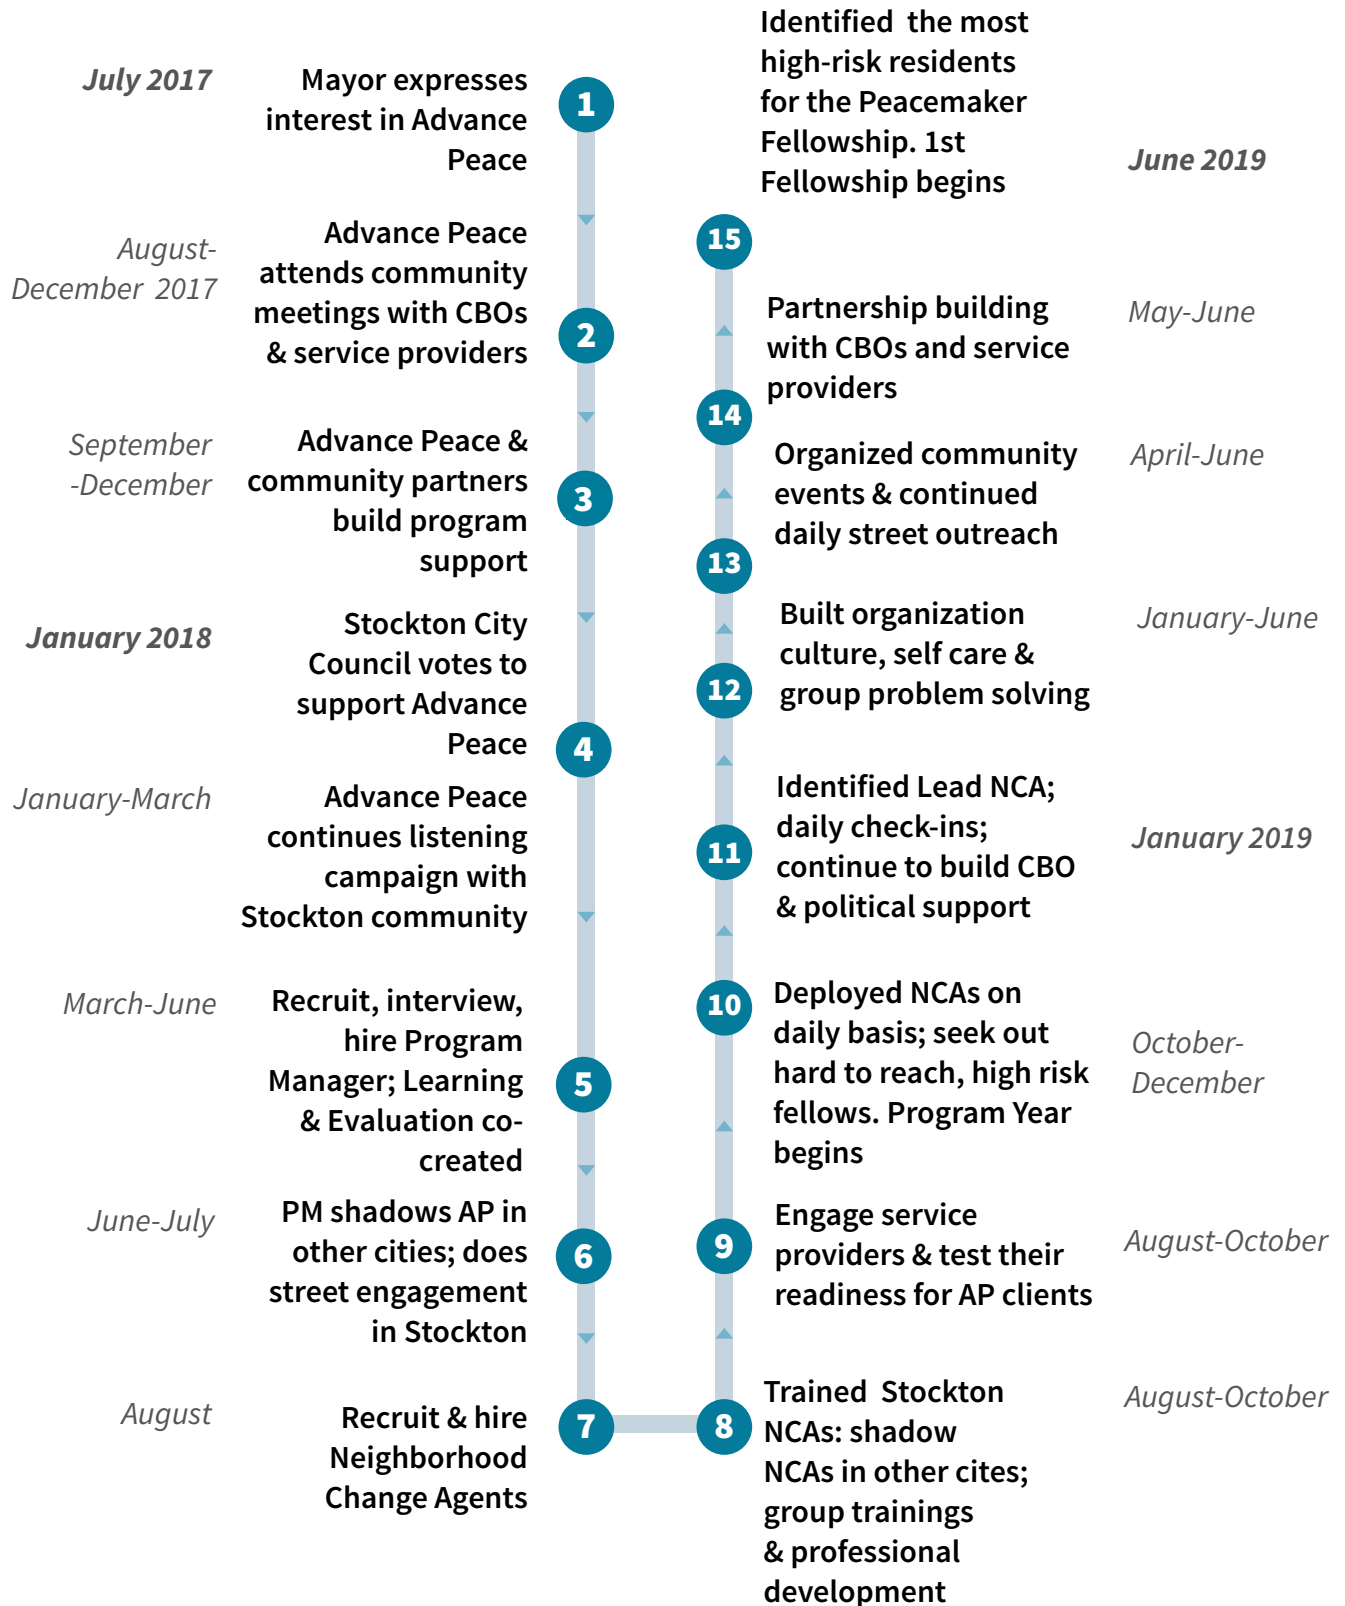 July 2017
Mayor expresses
interest in Advance
Peace
1
August-
December 2017
Advance Peace
attends community
meetings with CBOs
& service providers
2
September
-December
Advance Peace &
community partners
build program
support
3
January 2018
Stockton City
Council votes to
support Advance
Peace
4
January-March
Advance Peace
continues listening
campaign with
Stockton community
March-June
Recruit, interview,
hire Program
Manager; Learning
& Evaluation co-
created
5
June-July
PM shadows AP in
other cities; does
street engagement
in Stockton
6
August
Recruit & hire
Neighborhood
Change Agents
7
8
Trained Stockton
NCAs: shadow
NCAs in other cites;
group trainings
& professional
development
August-October
9
Engage service
providers & test their
readiness for AP clients
August-October
10
Deployed NCAs on
daily basis; seek out
hard to reach, high risk
fellows. Program Year
begins
October-
December
11
Identified Lead NCA;
daily check-ins;
continue to build CBO
& political support
January 2019
12
Built organization
culture, self care &
group problem solving
January-June
13
Organized community
events & continued
daily street outreach
April-June
14
Partnership building
with CBOs and service
providers
May-June
15
Identified the most
high-risk residents
for the Peacemaker
Fellowship. 1st
Fellowship begins
June 2019